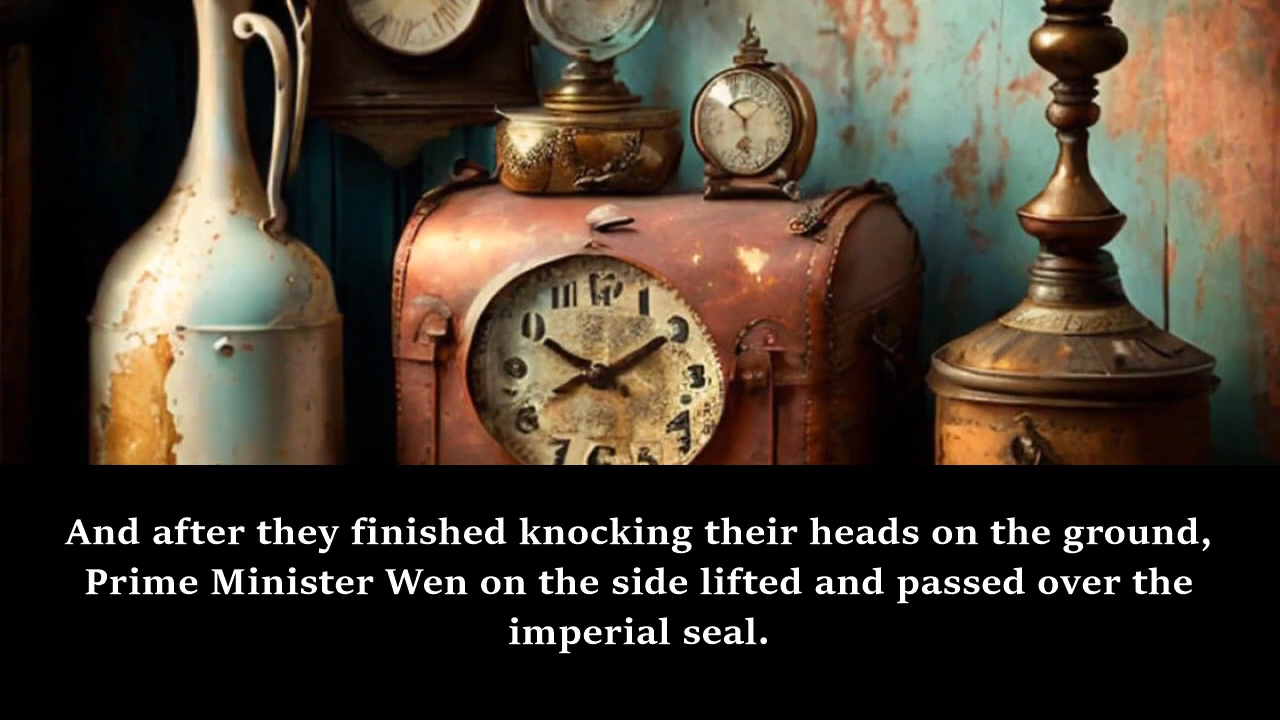 And after they finished knocking their heads on the ground,
Prime Minister Wen on the side lifted and passed over the
imperial seal.